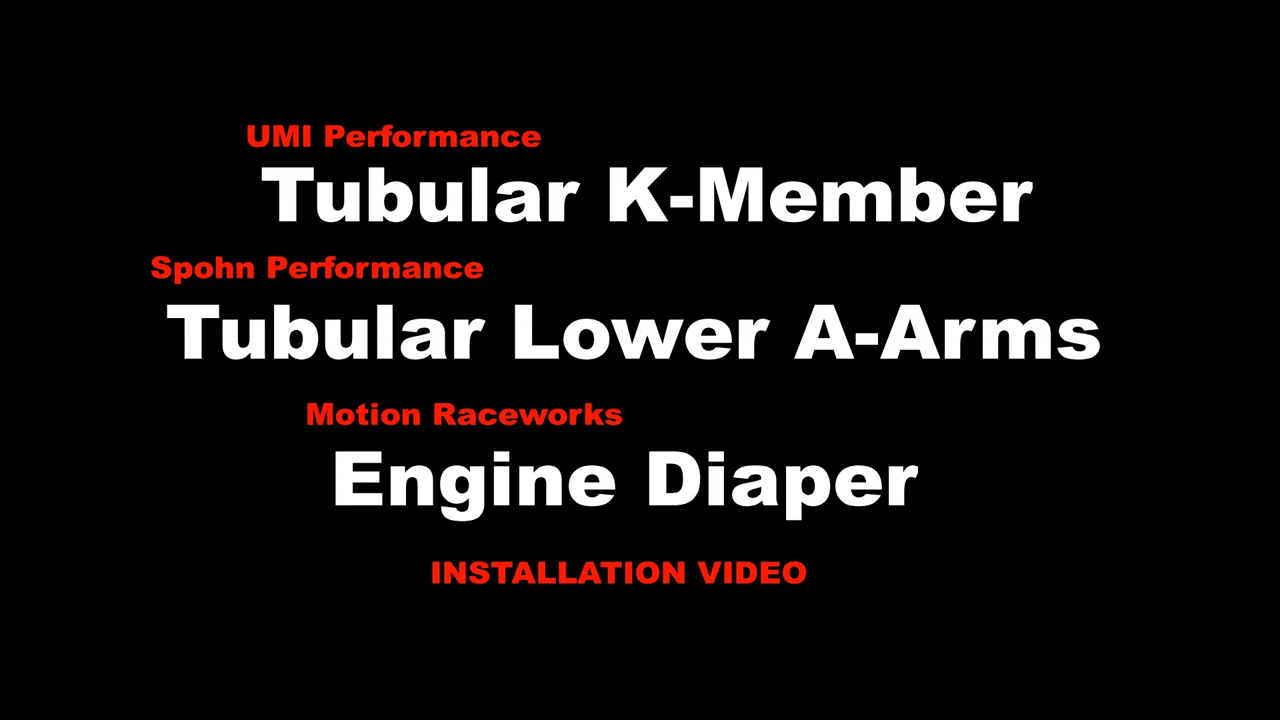 UMI Performance
Tubular K-Member
Spohn Performance
Tubular Lower A-Arms
Motion Raceworks
Engine Diaper
INSTALLATION VIDEO